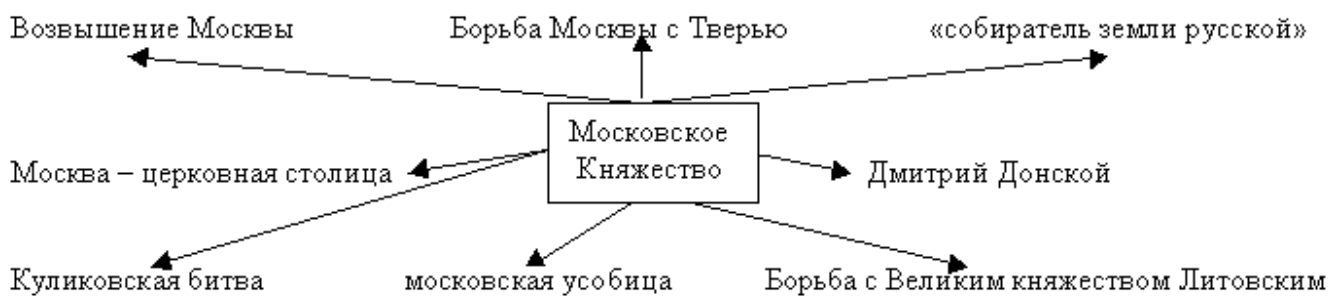 Возвышение Москвы
Борьба Москвы с Тверью
«собиратель земли русской»
Московское
Княжество
Москва – церковная столица
Дмитрий Донской
Куликовская битва
московская усобица
Борьба с Великим княжеством Литовским